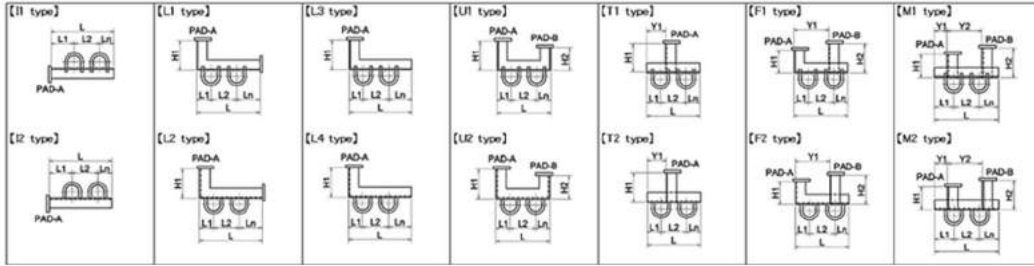 【I1 type】
L
L1 L2 Ln
PAD-A
【L1 type】
PAD-A
H1
L1 L2 Ln
L
【L3 type】
PAD-A
H1
L1 L2 Ln
L
【U1 type】
PAD-A
PAD-B
H1
H2
L1 L2 Ln
L
【T1 type】
Y1
PAD-A
H1
L1 L2 Ln
L
【F1 type】
Y1
PAD-B
PAD-A
H1
H2
L1 L2 Ln
L
【M1 type】
Y1 Y2
PAD-B
PAD-A
H1
H2
L1 L2 Ln
L
【I2 type】
L
L1 L2 Ln
PAD-A
【L2 type】
PAD-A
H1
L1 L2 Ln
L
【L4 type】
PAD-A
H1
L1 L2 Ln
L
【U2 type】
PAD-A
PAD-B
H1
H2
L1 L2 Ln
L
【T2 type】
Y1
PAD-A
H1
L1 L2 Ln
L
【F2 type】
Y1
PAD-B
PAD-A
H1
H2
L1 L2 Ln
L
【M2 type】
Y1 Y2
PAD-B
PAD-A
H1
H2
L1 L2 Ln
L